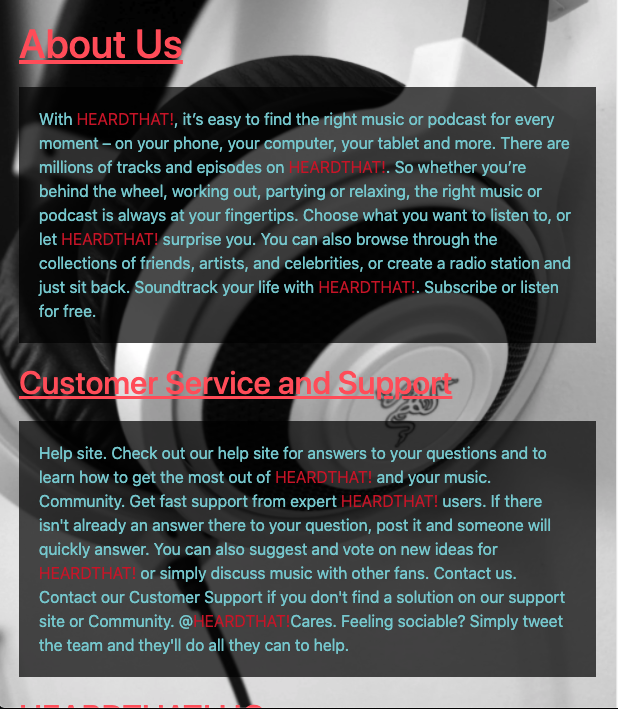 About Us
With HEARDTHAT!, it’s easy to find the right music or podcast for every
moment – on your phone, your computer, your tablet and more. There are
millions of tracks and episodes on HEARDTHAT!. So whether you’re
behind the wheel, working out, partying or relaxing, the right music or
podcast is always at your fingertips. Choose what you want to listen to, or
let HEARDTHAT! surprise you. You can also browse through the
collections of friends, artists, and celebrities, or create a radio station and
just sit back. Soundtrack your life with HEARDTHAT!. Subscribe or listen
for free.
Customer Service and Support
Help site. Check out our help site for answers to your questions and to
learn how to get the most out of HEARDTHAT! and your music.
Community. Get fast support from expert HEARDTHAT! users. If there
isn't already an answer there to your question, post it and someone will
quickly answer. You can also suggest and vote on new ideas for
HEARDTHAT! or simply discuss music with other fans. Contact us.
Contact our Customer Support if you don't find a solution on our support
site or Community. @HEARDTHAT!Cares. Feeling sociable? Simply tweet
the team and they'll do all they can to help.